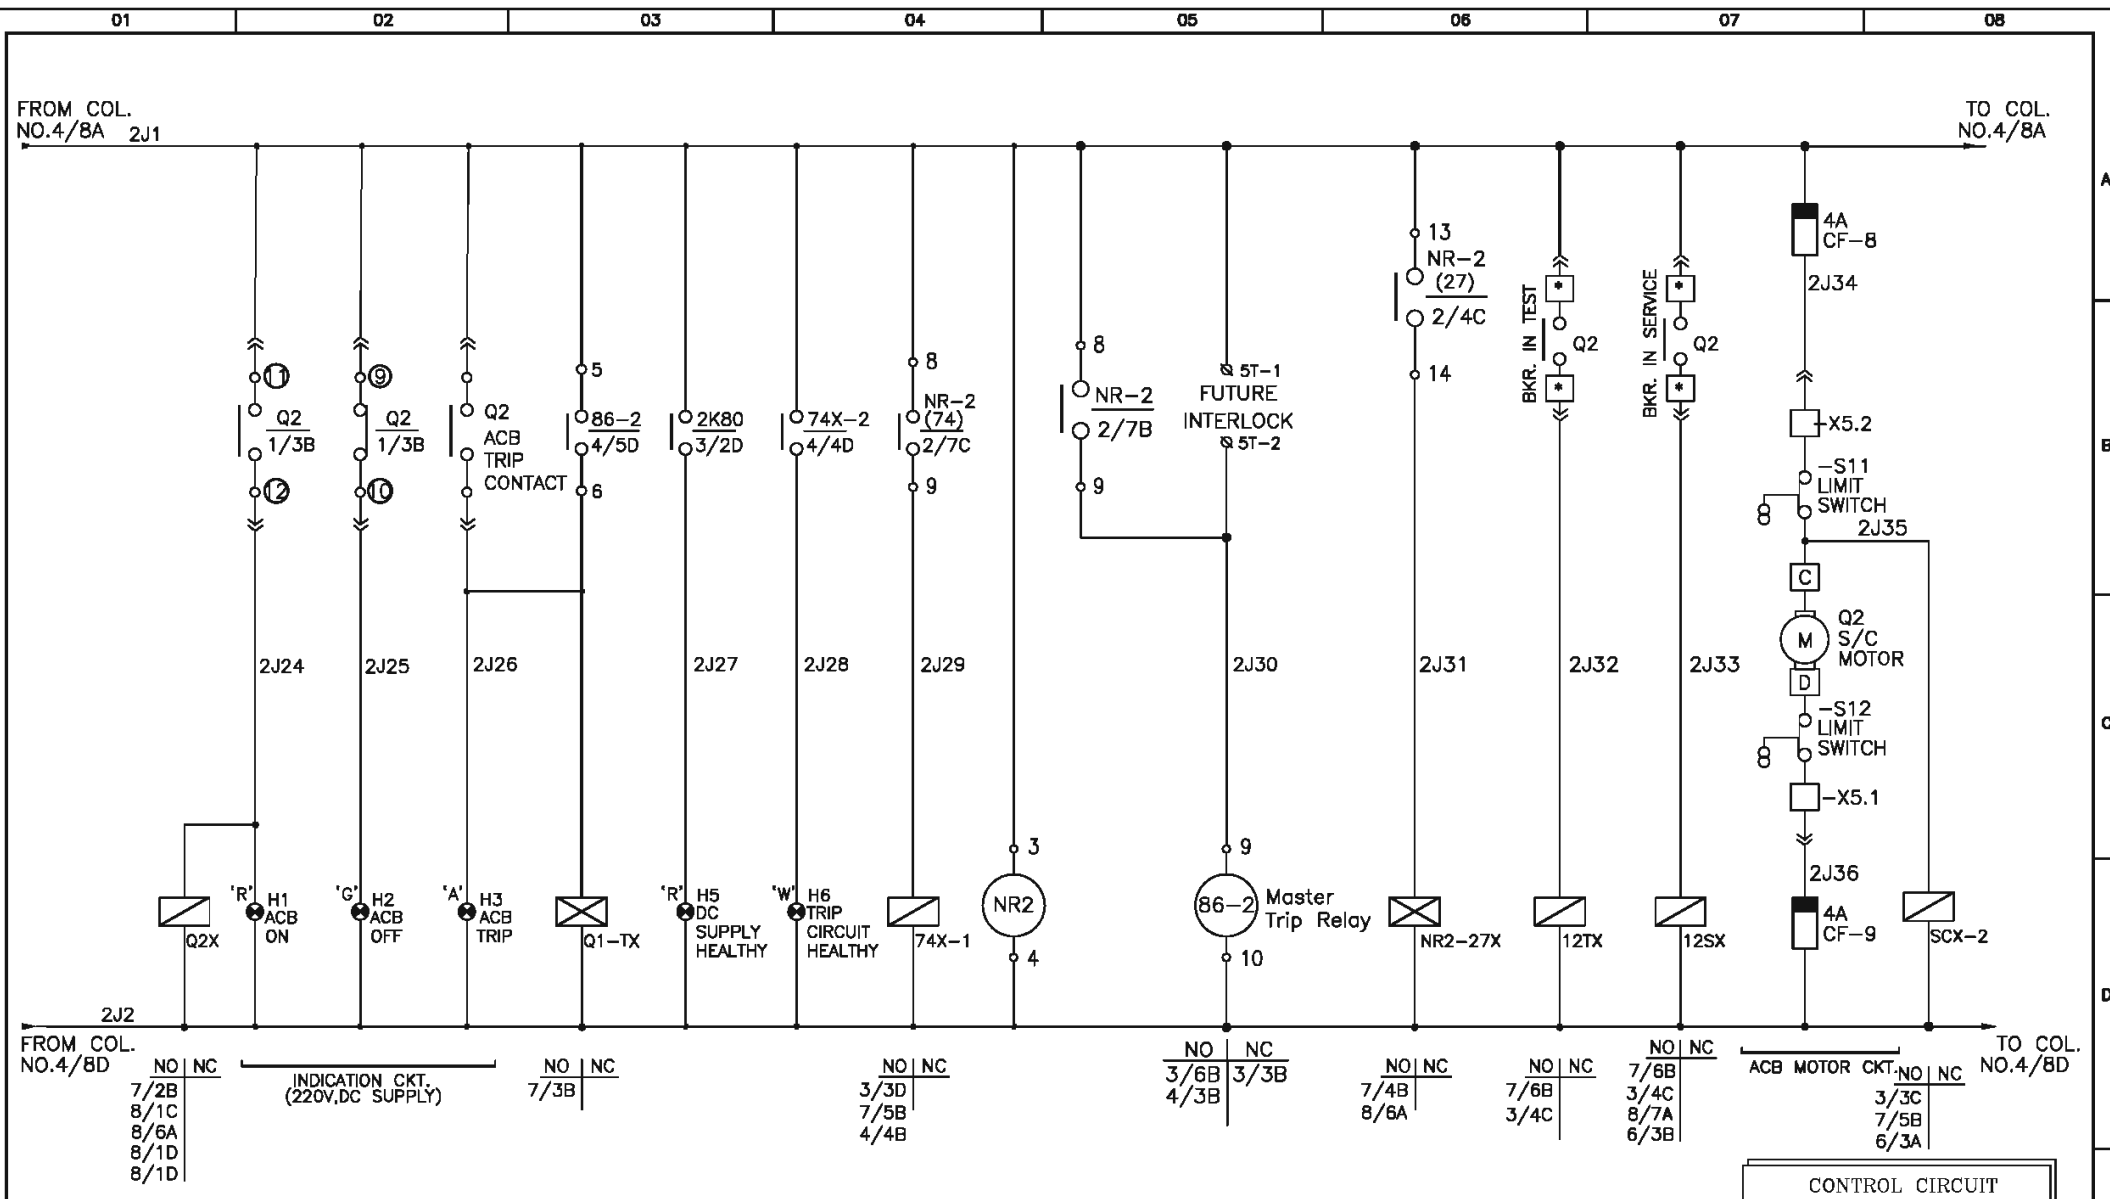 01 02 03 04 05 06 07 08
FROM COL.
NO.4/8A 2J1
TO COL.
NO.4/8A
A
B
C
D
11
Q2
1/3B
12
9
Q2
1/3B
10
Q2
ACB
TRIP
CONTACT
5
86-2
4/5D
6
2K80
3/2D
74X-2
4/4D
8
NR-2
(74)
2/7C
9
8
NR-2
2/7B
9
5T-1
FUTURE
INTERLOCK
5T-2
13
NR-2
(27)
2/4C
14
BKR. IN TEST
*
Q2
*
BKR. IN SERVICE
*
Q2
*
4A
CF-8
2J34
-X5.2
-S11
LIMIT
SWITCH
2J35
C
M
Q2
S/C
MOTOR
D
-S12
LIMIT
SWITCH
-X5.1
2J36
4A
CF-9
2J24 2J25 2J26 2J27 2J28 2J29 2J30 2J31 2J32 2J33
Q2X
'R' H1
ACB
ON
'G' H2
ACB
OFF
'A' H3
ACB
TRIP
Q1-TX
'R' H5
DC
SUPPLY
HEALTHY
'W' H6
TRIP
CIRCUIT
HEALTHY
74X-1
3
NR2
4
9
86-2 Master
Trip Relay
10
NR2-27X
12TX
12SX
SCX-2
2J2
FROM COL.
NO.4/8D
TO COL.
NO.4/8D
NO NC
7/2B
8/1C
8/6A
8/1D
8/1D
INDICATION CKT.
(220V,DC SUPPLY)
NO NC
7/3B
NO NC
3/3D
7/5B
4/4B
NO NC
3/6B 3/3B
4/3B
NO NC
7/4B
8/6A
NO NC
7/6B
3/4C
NO NC
7/6B
3/4C
8/7A
6/3B
ACB MOTOR CKT.
NO NC
3/3C
7/5B
6/3A
CONTROL CIRCUIT